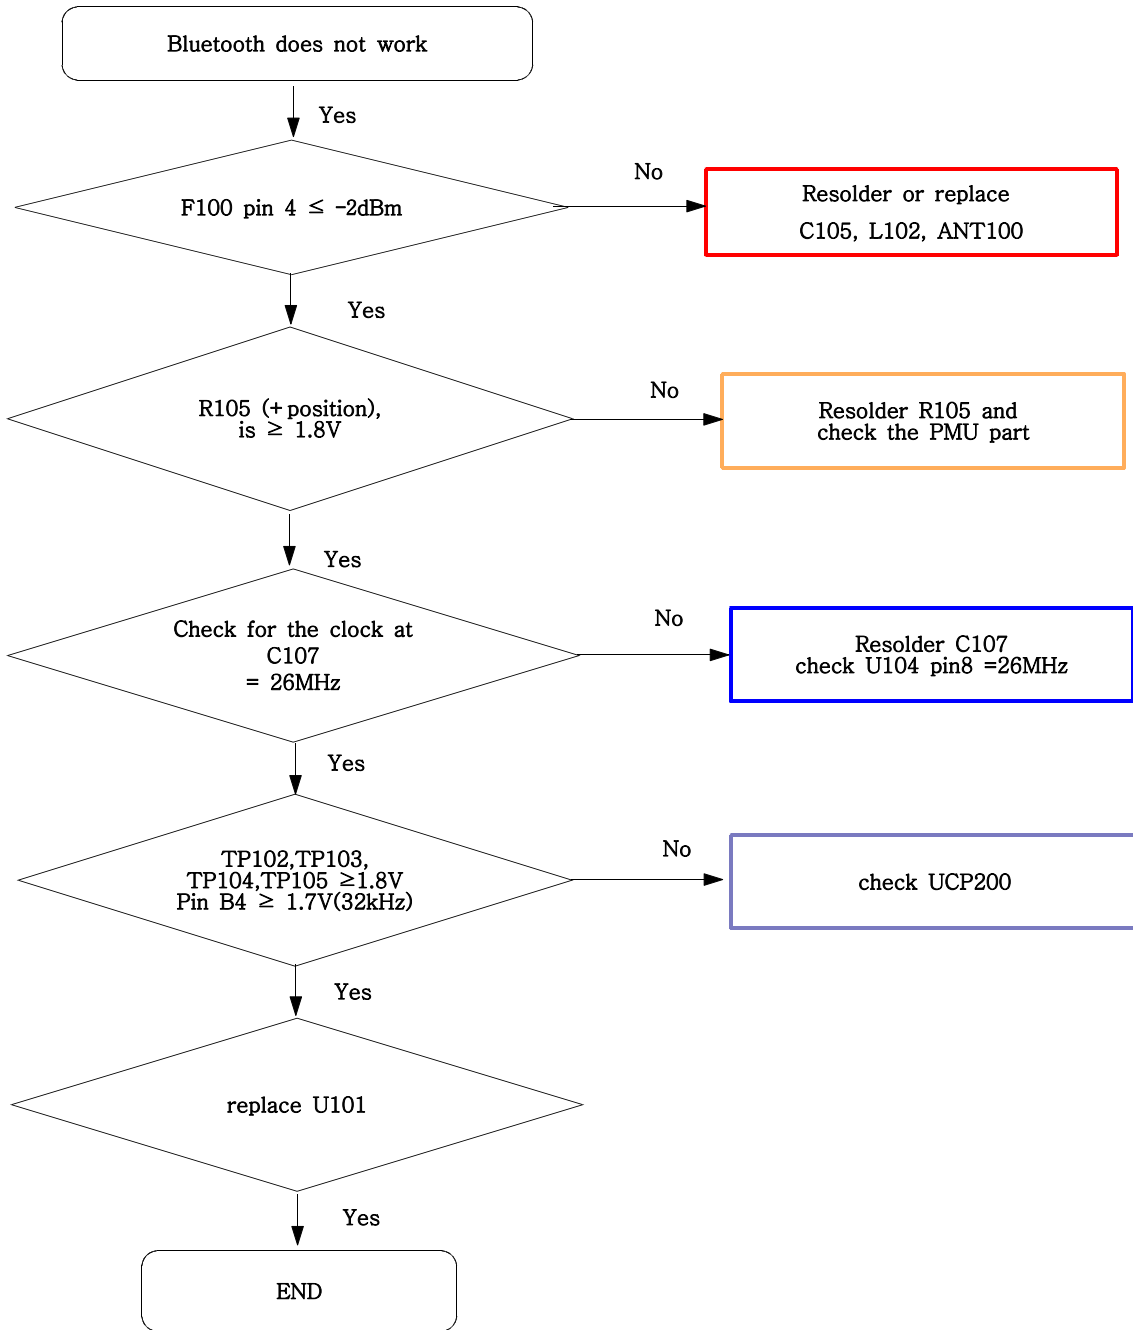 Bluetooth does not work
Yes
F100 pin 4 ≤ -2dBm
No
Resolder or replace
C105, L102, ANT100
Yes
R105 (+position),
is ≥ 1.8V
No
Resolder R105 and
check the PMU part
Yes
Check for the clock at
C107
= 26MHz
No
Resolder C107
check U104 pin8 =26MHz
Yes
TP102,TP103,
TP104,TP105 ≥1.8V
Pin B4 ≥ 1.7V(32kHz)
No
check UCP200
Yes
replace U101
Yes
END